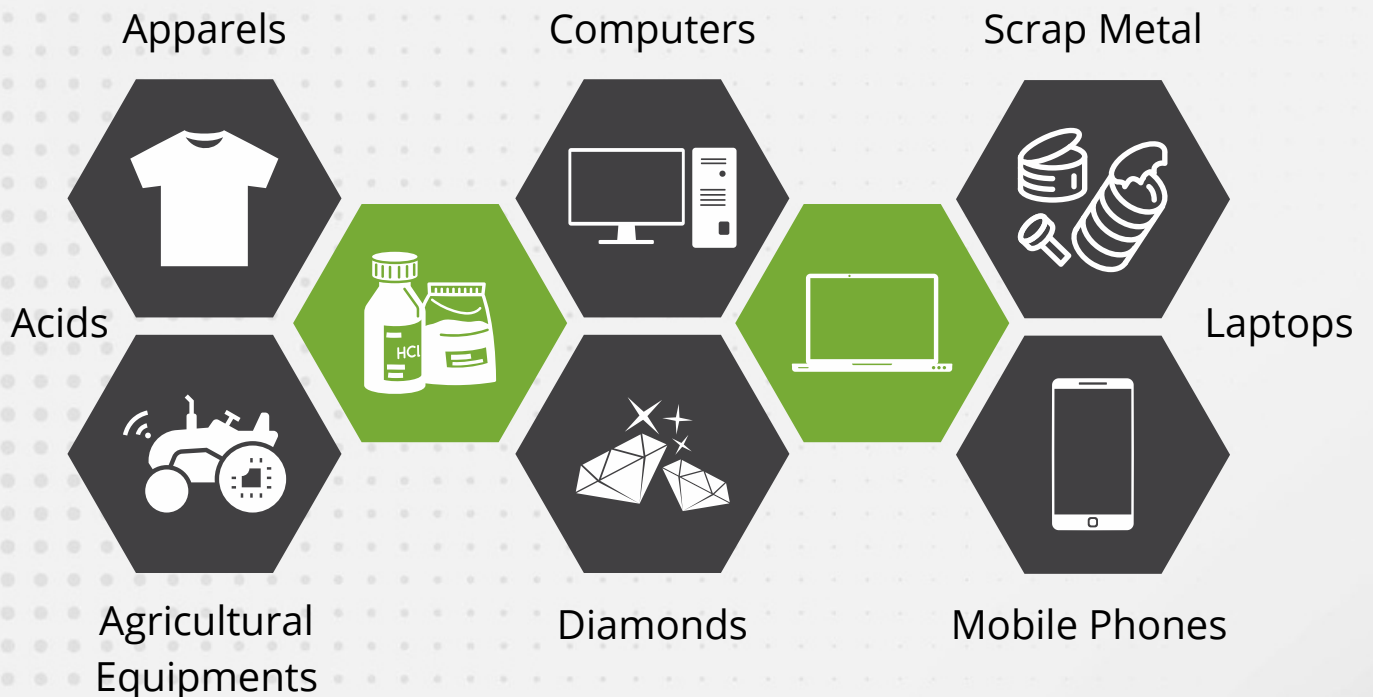 Apparels
Computers
Scrap Metal
HCL
Acids
Laptops
Agricultural
Equipments
Diamonds
Mobile Phones